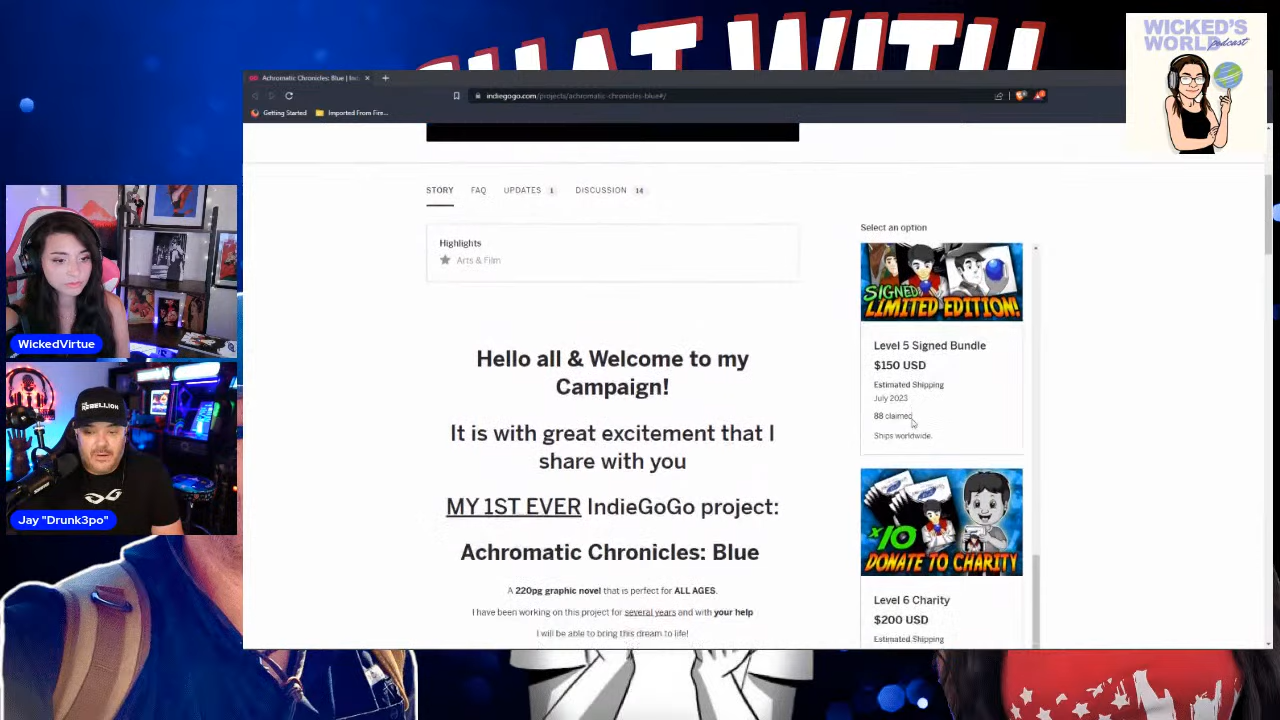 CHAT WITH
WICKED'S
WORLD
podcast
Achromatic Chronicles: Blue | In
indiegogo.com/projects/achromatic-chronicles-blue#/
Getting Started
Imported From Fire...
STORY
FAQ
UPDATES 1
DISCUSSION 14
Highlights
Arts & Film
Hello all & Welcome to my
Campaign!
It is with great excitement that I
share with you
MY 1ST EVER IndieGoGo project:
Achromatic Chronicles: Blue
A 220pg graphic novel that is perfect for ALL AGES.
I have been working on this project for several years and with your help
I will be able to bring this dream to life!
Select an option
SIGNED
LIMITED EDITION!
Level 5 Signed Bundle
$150 USD
Estimated Shipping
July 2023
88 claimed
Ships worldwide.
x10
DONATE TO CHARITY
Level 6 Charity
$200 USD
Estimated Shipping
WickedVirtue
REBELLION
Jay "Drunk3po"